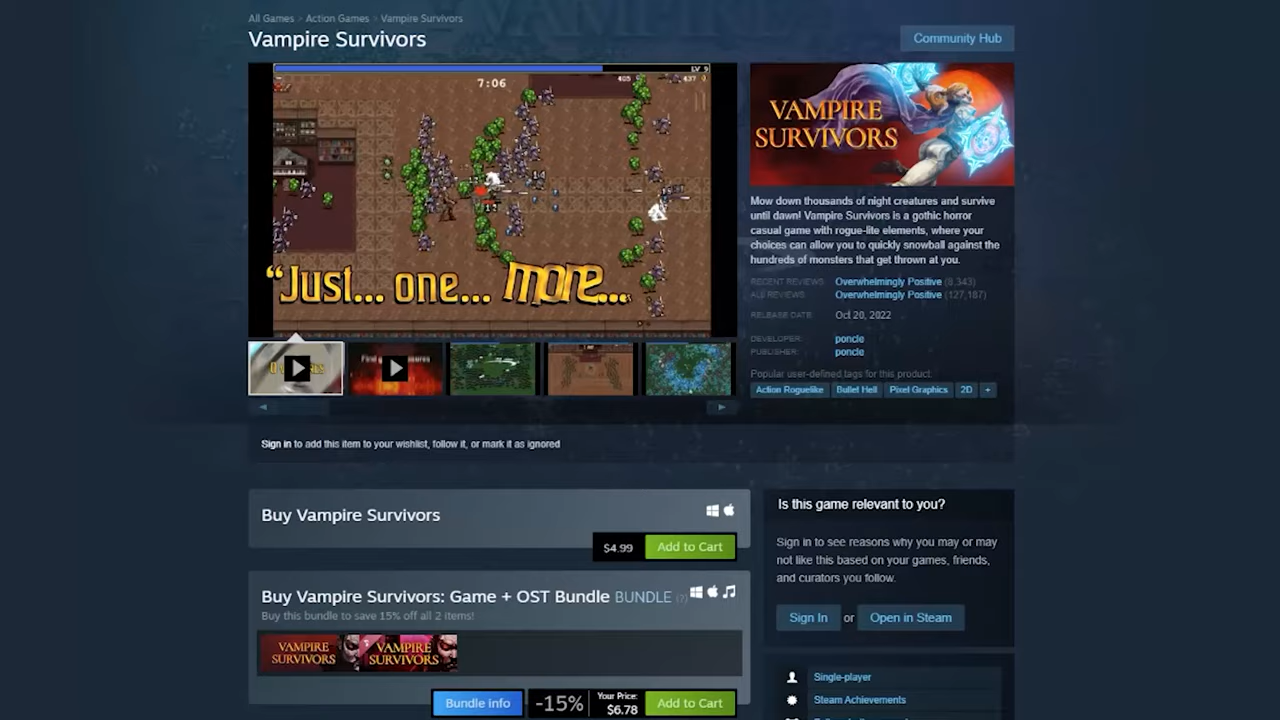 All Games > Action Games > Vampire Survivors
Vampire Survivors
Community Hub
LV 9
7:06
405
437
"Just... one... more...
VAMPIRE
SURVIVORS
Mow down thousands of night creatures and survive
until dawn! Vampire Survivors is a gothic horror
casual game with rogue-lite elements, where your
choices can allow you to quickly snowball against the
hundreds of monsters that get thrown at you.
RECENT REVIEWS: Overwhelmingly Positive (8,343)
ALL REVIEWS: Overwhelmingly Positive (127,187)
RELEASE DATE: Oct 20, 2022
DEVELOPER: poncle
PUBLISHER: poncle
Popular user-defined tags for this product:
Action Roguelike Bullet Hell Pixel Graphics 2D +
Sign in to add this item to your wishlist, follow it, or mark it as ignored
Buy Vampire Survivors
$4.99 Add to Cart
Buy Vampire Survivors: Game + OST Bundle BUNDLE (?)
Buy this bundle to save 15% off all 2 items!
VAMPIRE
SURVIVORS
VAMPIRE
SURVIVORS
Bundle info -15% Your Price: $6.78 Add to Cart
Is this game relevant to you?
Sign in to see reasons why you may or may
not like this based on your games, friends,
and curators you follow.
Sign In or Open in Steam
Single-player
Steam Achievements